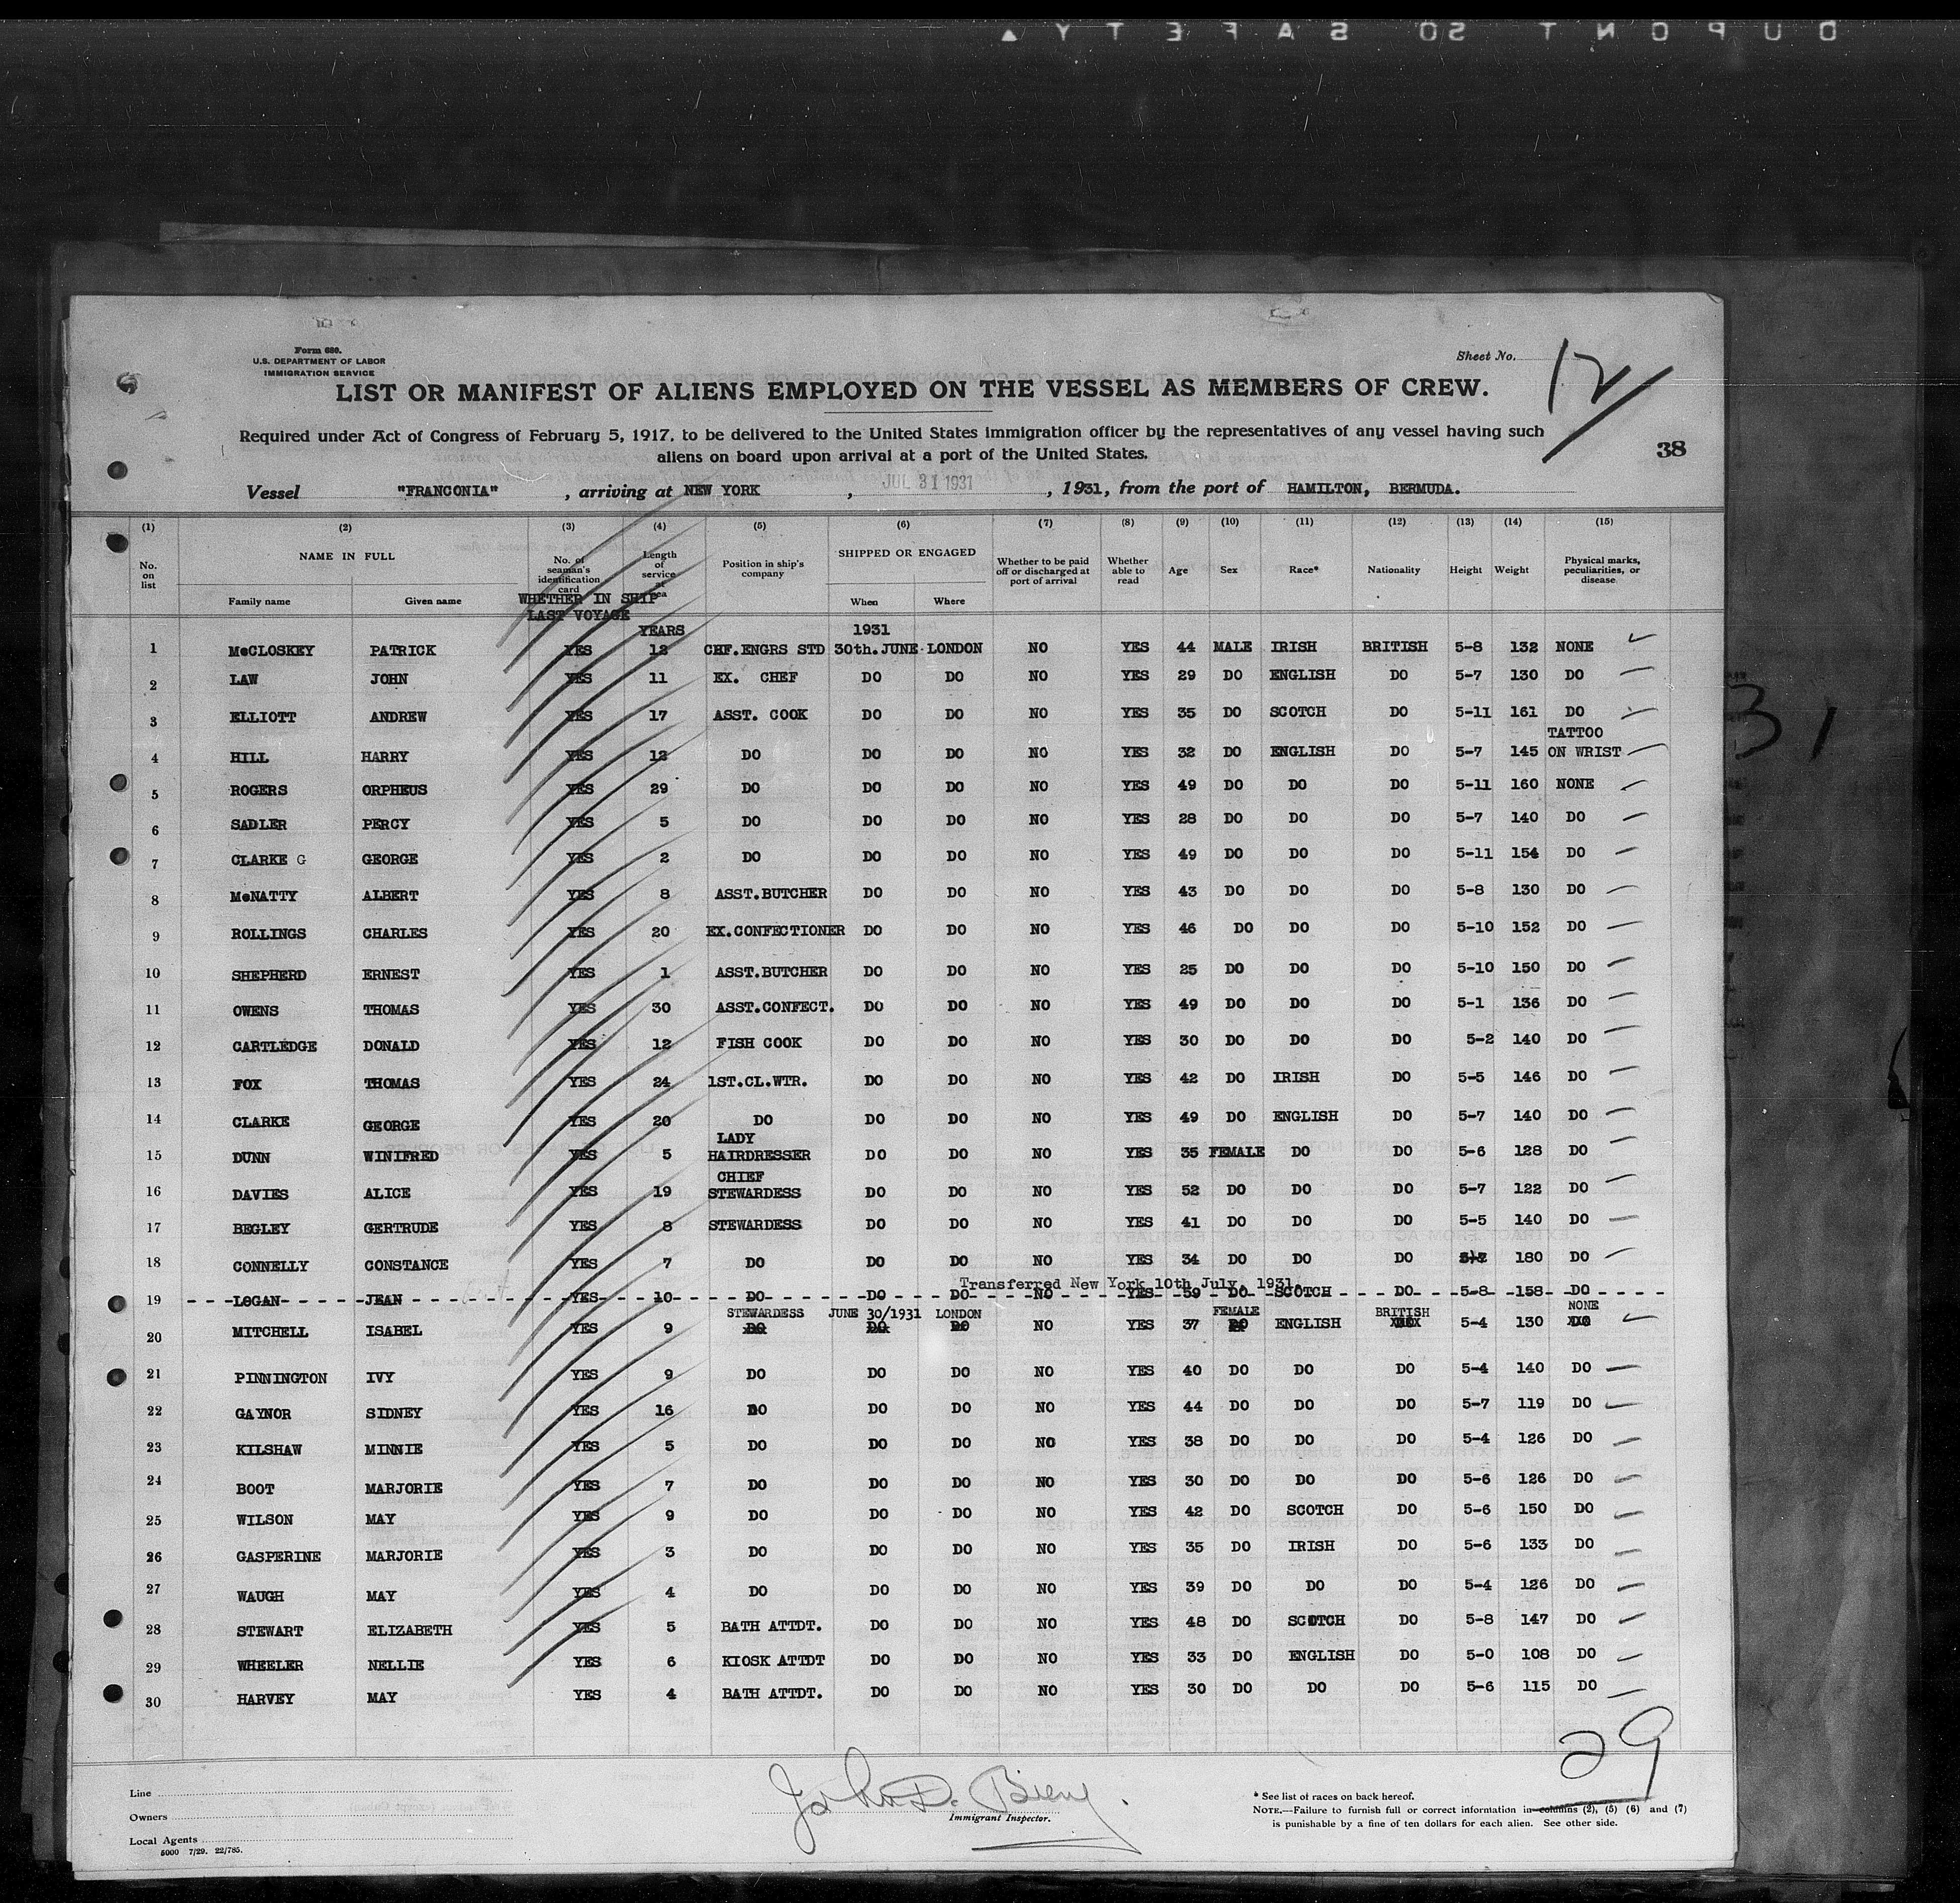 DUPONT SO SAFETY ▲
Form 680.
U.S. DEPARTMENT OF LABOR
IMMIGRATION SERVICE
Sheet No. 12
LIST OR MANIFEST OF ALIENS EMPLOYED ON THE VESSEL AS MEMBERS OF CREW.
Required under Act of Congress of February 5, 1917, to be delivered to the United States immigration officer by the representatives of any vessel having such
aliens on board upon arrival at a port of the United States.
38
Vessel "FRANCONIA", arriving at NEW YORK, JUL 31 1931, 1931, from the port of HAMILTON, BERMUDA.
(1) (2) (3) (4) (5) (6) (7) (8) (9) (10) (11) (12) (13) (14) (15)
No. on list NAME IN FULL Family name Given name No. of seaman's identification card Length of service at sea Position in ship's company SHIPPED OR ENGAGED When Where Whether to be paid off or discharged at port of arrival Whether able to read Age Sex Race* Nationality Height Weight Physical marks, peculiarities, or disease
WHETHER IN SHIP
LAST VOYAGE
YEARS 1931
1 McCLOSKEY PATRICK YES 12 CHF.ENGRS STD 30th.JUNE LONDON NO YES 44 MALE IRISH BRITISH 5-8 132 NONE
2 LAW JOHN YES 11 EX. CHEF DO DO NO YES 29 DO ENGLISH DO 5-7 130 DO
3 ELLIOTT ANDREW YES 17 ASST. COOK DO DO NO YES 35 DO SCOTCH DO 5-11 161 DO
4 HILL HARRY YES 12 DO DO DO NO YES 32 DO ENGLISH DO 5-7 145 TATTOO ON WRIST
5 ROGERS ORPHEUS YES 29 DO DO DO NO YES 49 DO DO DO 5-11 160 NONE
6 SADLER PERCY YES 5 DO DO DO NO YES 28 DO DO DO 5-7 140 DO
7 CLARKE G GEORGE YES 2 DO DO DO NO YES 49 DO DO DO 5-11 154 DO
8 McNATTY ALBERT YES 8 ASST.BUTCHER DO DO NO YES 43 DO DO DO 5-8 130 DO
9 ROLLINGS CHARLES YES 20 EX.CONFECTIONER DO DO NO YES 46 DO DO DO 5-10 152 DO
10 SHEPHERD ERNEST YES 1 ASST.BUTCHER DO DO NO YES 25 DO DO DO 5-10 150 DO
11 OWENS THOMAS YES 30 ASST.CONFECT. DO DO NO YES 49 DO DO DO 5-1 136 DO
12 CARTLEDGE DONALD YES 12 FISH COOK DO DO NO YES 30 DO DO DO 5-2 140 DO
13 FOX THOMAS YES 24 1ST.CL.WTR. DO DO NO YES 42 DO IRISH DO 5-5 146 DO
14 CLARKE GEORGE YES 20 DO DO DO NO YES 49 DO ENGLISH DO 5-7 140 DO
15 DUNN WINIFRED YES 5 LADY HAIRDRESSER DO DO NO YES 35 FEMALE DO DO 5-6 128 DO
16 DAVIES ALICE YES 19 CHIEF STEWARDESS DO DO NO YES 52 DO DO DO 5-7 122 DO
17 BEGLEY GERTRUDE YES 8 STEWARDESS DO DO NO YES 41 DO DO DO 5-5 140 DO
18 CONNELLY CONSTANCE YES 7 DO DO DO NO YES 34 DO DO DO 180 DO
Transferred New York 10th July, 1931
19 LOGAN JEAN YES 10 DO DO DO NO YES 59 DO SCOTCH DO 5-8 158 DO
STEWARDESS JUNE 30/1931 LONDON FEMALE BRITISH NONE
20 MITCHELL ISABEL YES 9 DO DO DO NO YES 37 DO ENGLISH 5-4 130
21 PINNINGTON IVY YES 9 DO DO DO NO YES 40 DO DO DO 5-4 140 DO
22 GAYNOR SIDNEY YES 16 DO DO DO NO YES 44 DO DO DO 5-7 119 DO
23 KILSHAW MINNIE YES 5 DO DO DO NO YES 38 DO DO DO 5-4 126 DO
24 BOOT MARJORIE YES 7 DO DO DO NO YES 30 DO DO DO 5-6 126 DO
25 WILSON MAY YES 9 DO DO DO NO YES 42 DO SCOTCH DO 5-6 150 DO
26 GASPERINE MARJORIE YES 3 DO DO DO NO YES 35 DO IRISH DO 5-6 133 DO
27 WAUGH MAY YES 4 DO DO DO NO YES 39 DO DO DO 5-4 126 DO
28 STEWART ELIZABETH YES 5 BATH ATTDT. DO DO NO YES 48 DO SCOTCH DO 5-8 147 DO
29 WHEELER NELLIE YES 6 KIOSK ATTDT DO DO NO YES 33 DO ENGLISH DO 5-0 108 DO
30 HARVEY MAY YES 4 BATH ATTDT. DO DO NO YES 30 DO DO DO 5-6 115 DO
31
29
Line
Owners
Local Agents
5000 7/29. 22/785.
John D.
Immigrant Inspector.
* See list of races on back hereof.
NOTE.—Failure to furnish full or correct information in columns (2), (5) (6) and (7)
is punishable by a fine of ten dollars for each alien. See other side.